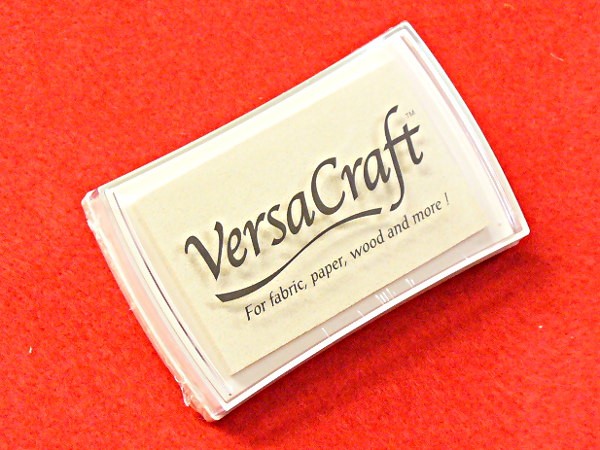 VersaCraft™
For fabric, paper, wood and more !